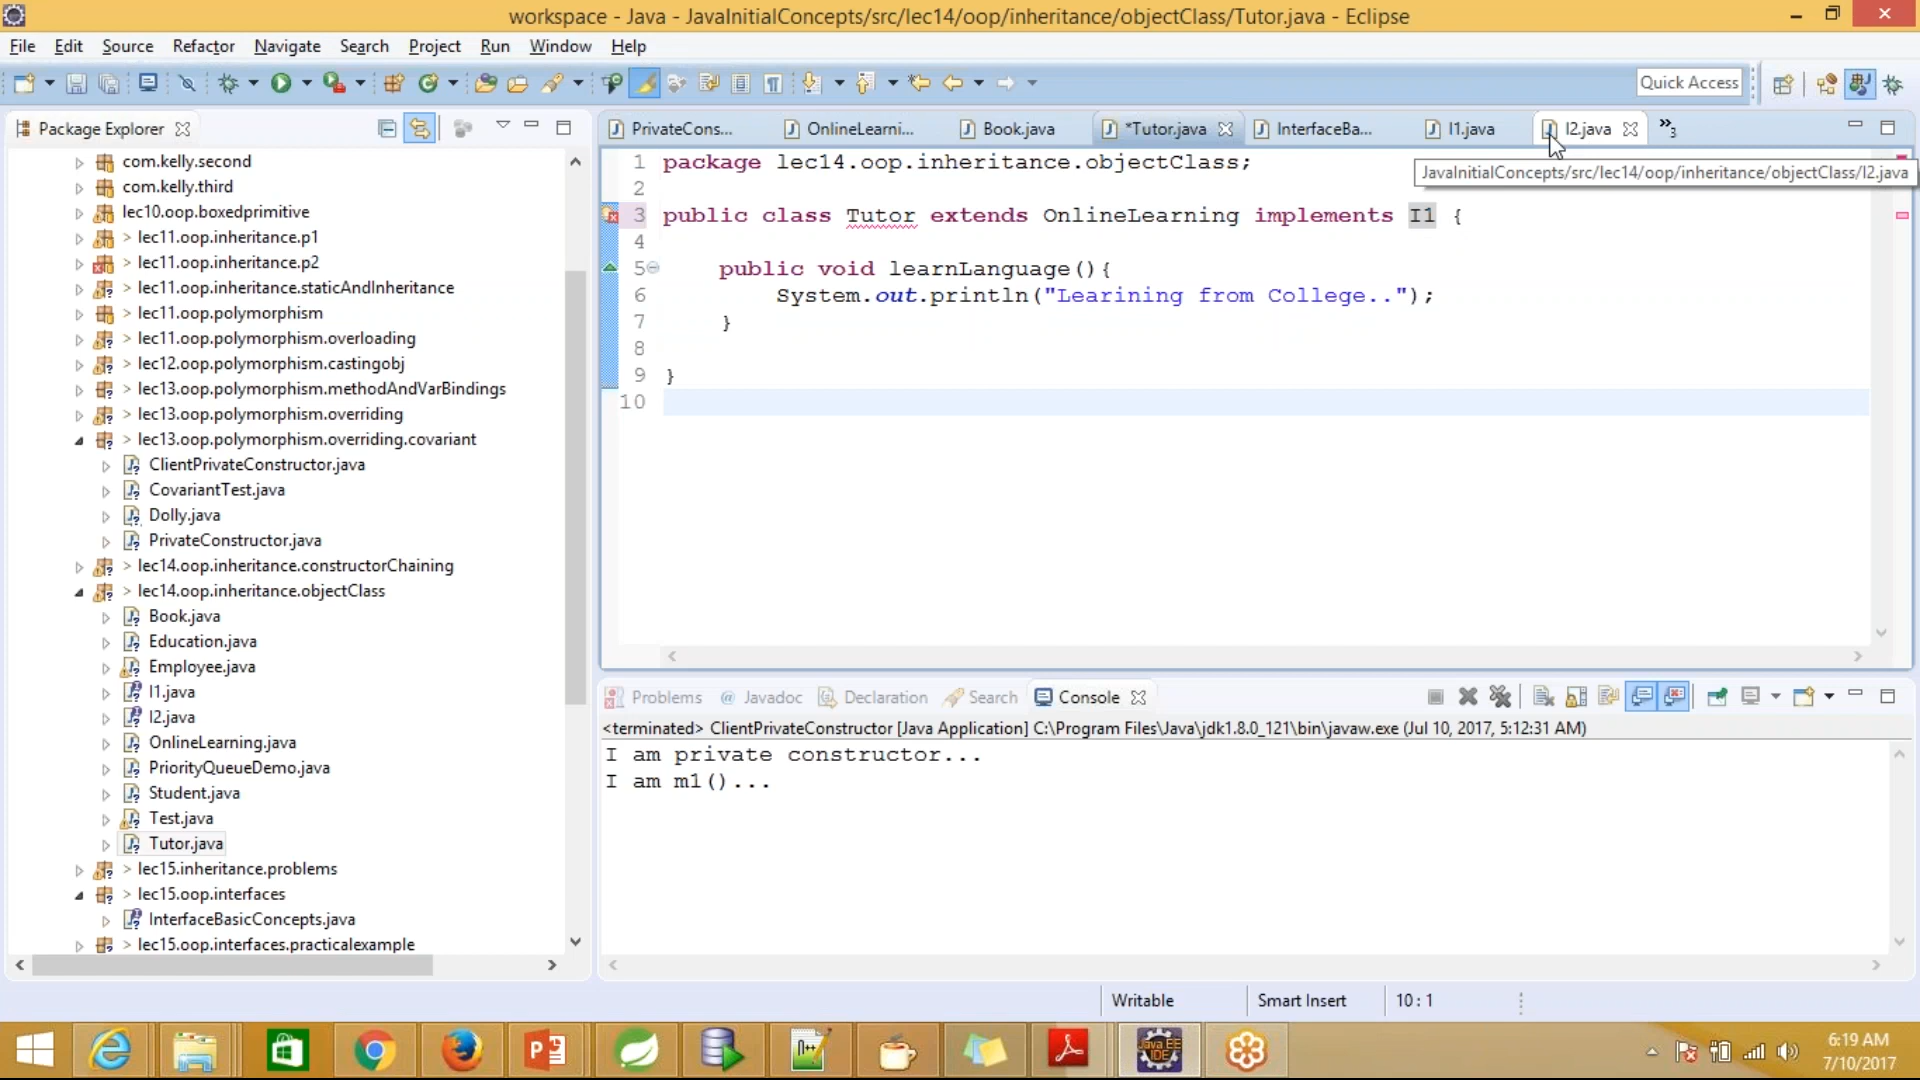 workspace - Java - JavaInitialConcepts/src/lec14/oop/inheritance/objectClass/Tutor.java - Eclipse
File Edit Source Refactor Navigate Search Project Run Window Help
Quick Access
Package Explorer
com.kelly.second
com.kelly.third
lec10.oop.boxedprimitive
> lec11.oop.inheritance.p1
> lec11.oop.inheritance.p2
> lec11.oop.inheritance.staticAndInheritance
> lec11.oop.polymorphism
> lec11.oop.polymorphism.overloading
> lec12.oop.polymorphism.castingobj
> lec13.oop.polymorphism.methodAndVarBindings
> lec13.oop.polymorphism.overriding
> lec13.oop.polymorphism.overriding.covariant
ClientPrivateConstructor.java
CovariantTest.java
Dolly.java
PrivateConstructor.java
> lec14.oop.inheritance.constructorChaining
> lec14.oop.inheritance.objectClass
Book.java
Education.java
Employee.java
I1.java
I2.java
OnlineLearning.java
PriorityQueueDemo.java
Student.java
Test.java
Tutor.java
> lec15.inheritance.problems
> lec15.oop.interfaces
InterfaceBasicConcepts.java
> lec15.oop.interfaces.practicalexample
PrivateCons... OnlineLearni... Book.java *Tutor.java InterfaceBa... I1.java I2.java »3
JavaInitialConcepts/src/lec14/oop/inheritance/objectClass/I2.java
1 package lec14.oop.inheritance.objectClass;
2
3 public class Tutor extends OnlineLearning implements I1 {
4
5 public void learnLanguage(){
6 System.out.println("Learining from College..");
7 }
8
9 }
10
Problems @ Javadoc Declaration Search Console
<terminated> ClientPrivateConstructor [Java Application] C:\Program Files\Java\jdk1.8.0_121\bin\javaw.exe (Jul 10, 2017, 5:12:31 AM)
I am private constructor...
I am m1()...
Writable Smart Insert 10 : 1
6:19 AM
7/10/2017